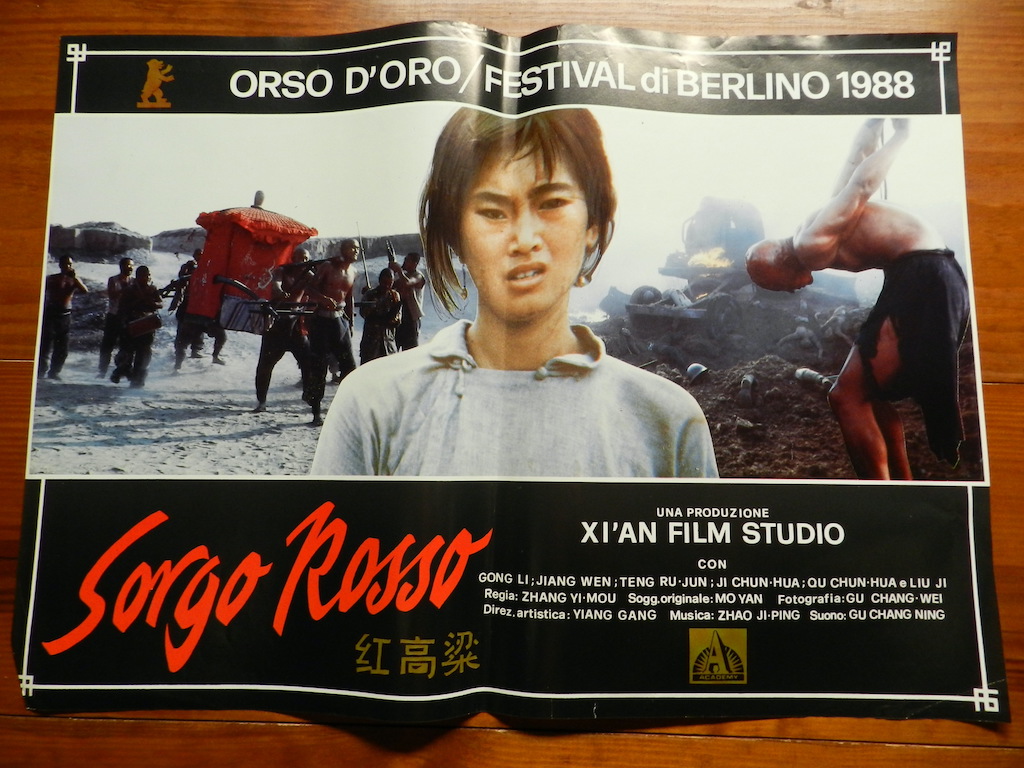 ORSO D'ORO/FESTIVAL di BERLINO 1988
Sorgo Rosso
红高粱
UNA PRODUZIONE
XI'AN FILM STUDIO
CON
GONG LI; JIANG WEN; TENG RU·JUN; JI CHUN·HUA; QU CHUN·HUA e LIU JI
Regia: ZHANG YI·MOU Sogg.originale: MO YAN Fotografia: GU CHANG·WEI
Direz.artistica: YIANG GANG Musica: ZHAO JI·PING Suono: GU CHANG NING
ACADEMY